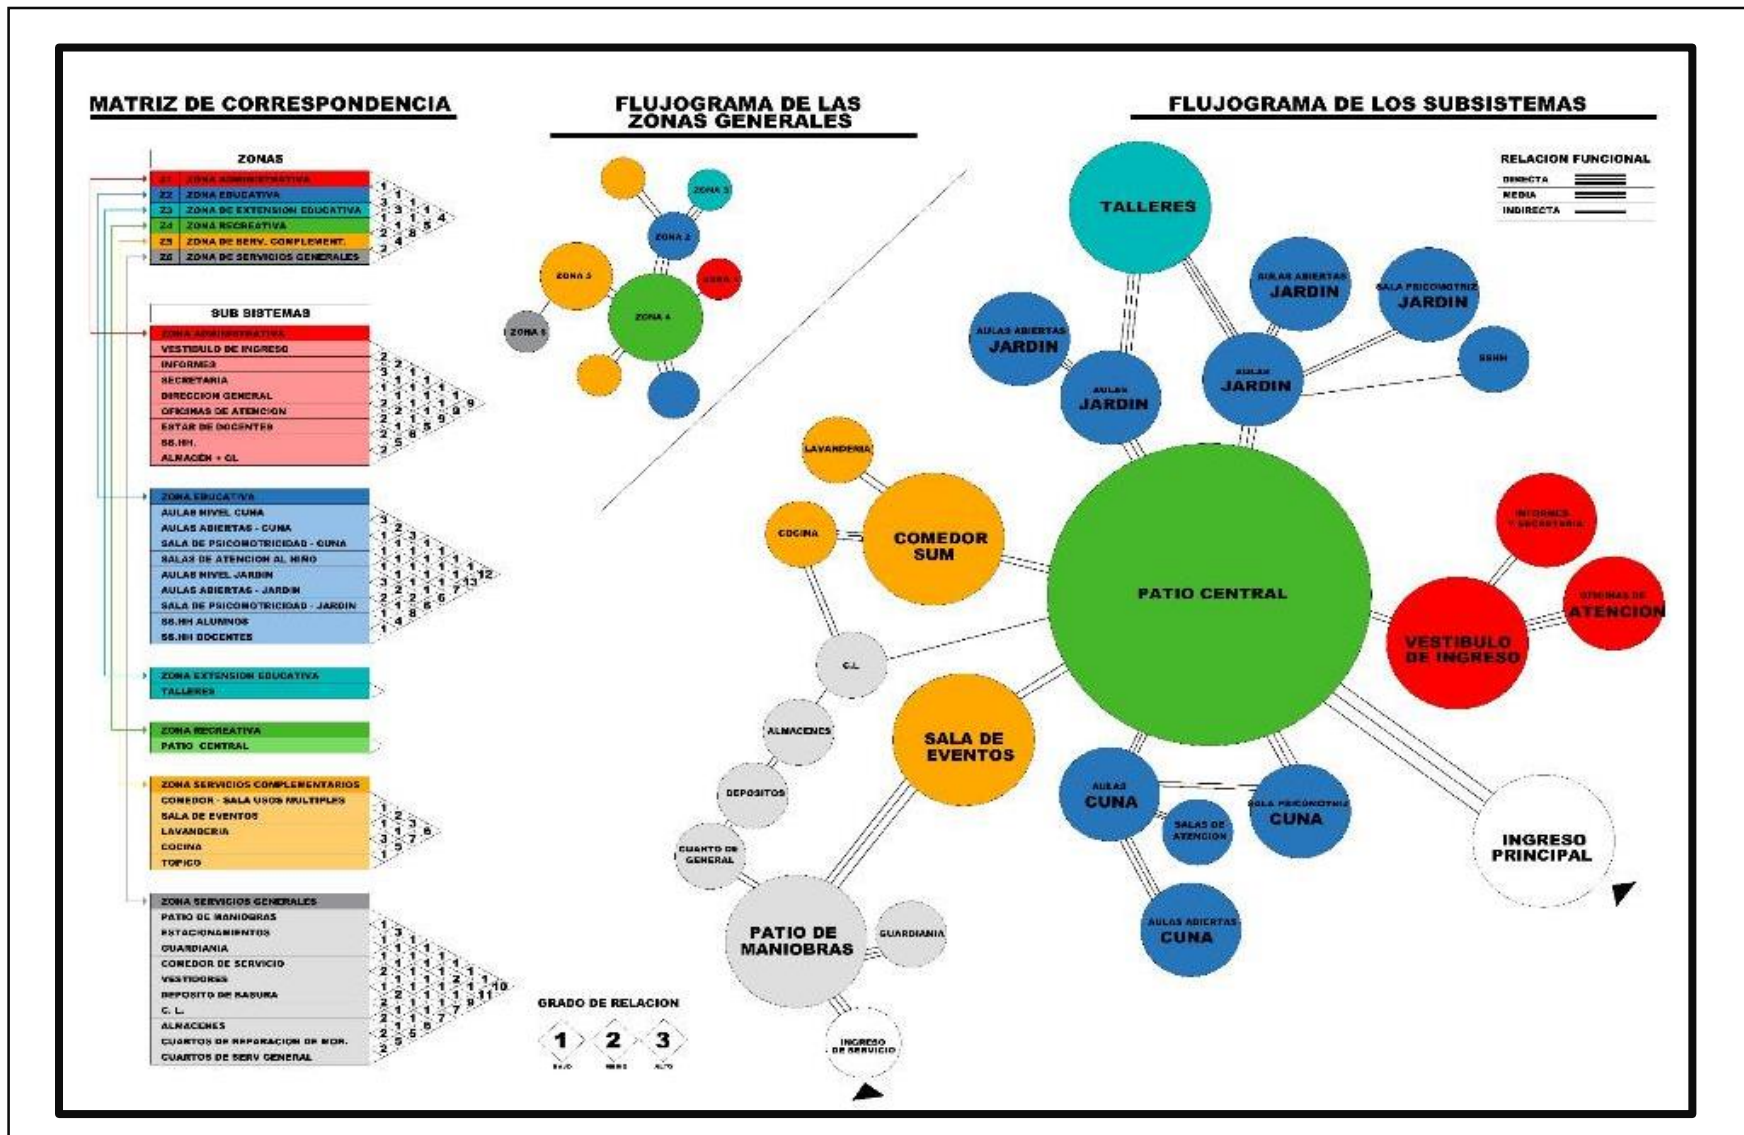 MATRIZ DE CORRESPONDENCIA
ZONAS
Z1 ZONA ADMINISTRATIVA
Z2 ZONA EDUCATIVA
Z3 ZONA DE EXTENSION EDUCATIVA
Z4 ZONA RECREATIVA
Z5 ZONA DE SERV. COMPLEMENT.
Z6 ZONA DE SERVICIOS GENERALES
SUB SISTEMAS
ZONA ADMINISTRATIVA
VESTIBULO DE INGRESO
INFORMES
SECRETARIA
DIRECCION GENERAL
OFICINAS DE ATENCION
ESTAR DE DOCENTES
SS.HH.
ALMACÉN + CL
ZONA EDUCATIVA
AULAS NIVEL CUNA
AULAS ABIERTAS - CUNA
SALA DE PSICOMOTRICIDAD - CUNA
SALAS DE ATENCION AL NIÑO
AULAS NIVEL JARDIN
AULAS ABIERTAS - JARDIN
SALA DE PSICOMOTRICIDAD - JARDIN
SS.HH ALUMNOS
SS.HH DOCENTES
ZONA EXTENSION EDUCATIVA
TALLERES
ZONA RECREATIVA
PATIO CENTRAL
ZONA SERVICIOS COMPLEMENTARIOS
COMEDOR - SALA USOS MULTIPLES
SALA DE EVENTOS
LAVANDERIA
COCINA
TOPICO
ZONA SERVICIOS GENERALES
PATIO DE MANIOBRAS
ESTACIONAMIENTOS
GUARDIANIA
COMEDOR DE SERVICIO
VESTIDORES
DEPOSITO DE BASURA
C. L.
ALMACENES
CUARTOS DE REPARACION DE MOR.
CUARTOS DE SERV GENERAL
GRADO DE RELACION
1 2 3
BAJO MEDIO ALTO
FLUJOGRAMA DE LAS
ZONAS GENERALES
ZONA 3
ZONA 2
ZONA 5
ZONA 1
ZONA 4
ZONA 6
FLUJOGRAMA DE LOS SUBSISTEMAS
RELACION FUNCIONAL
DIRECTA
MEDIA
INDIRECTA
TALLERES
AULAS ABIERTAS
JARDIN
SALA PSICOMOTRIZ
JARDIN
AULAS ABIERTAS
JARDIN
SSHH
AULAS
JARDIN
AULAS
JARDIN
LAVANDERIA
COCINA
COMEDOR
SUM
PATIO CENTRAL
INFORMES
Y SECRETARIA
OFICINAS DE
ATENCION
VESTIBULO
DE INGRESO
C.L
ALMACENES
SALA DE
EVENTOS
DEPOSITOS
AULAS
CUNA
SALA PSICOMOTRIZ
CUNA
SALAS DE
ATENCION
INGRESO
PRINCIPAL
CUARTO DE
GENERAL
PATIO DE
MANIOBRAS
GUARDIANIA
AULAS ABIERTAS
CUNA
INGRESO
DE SERVICIO